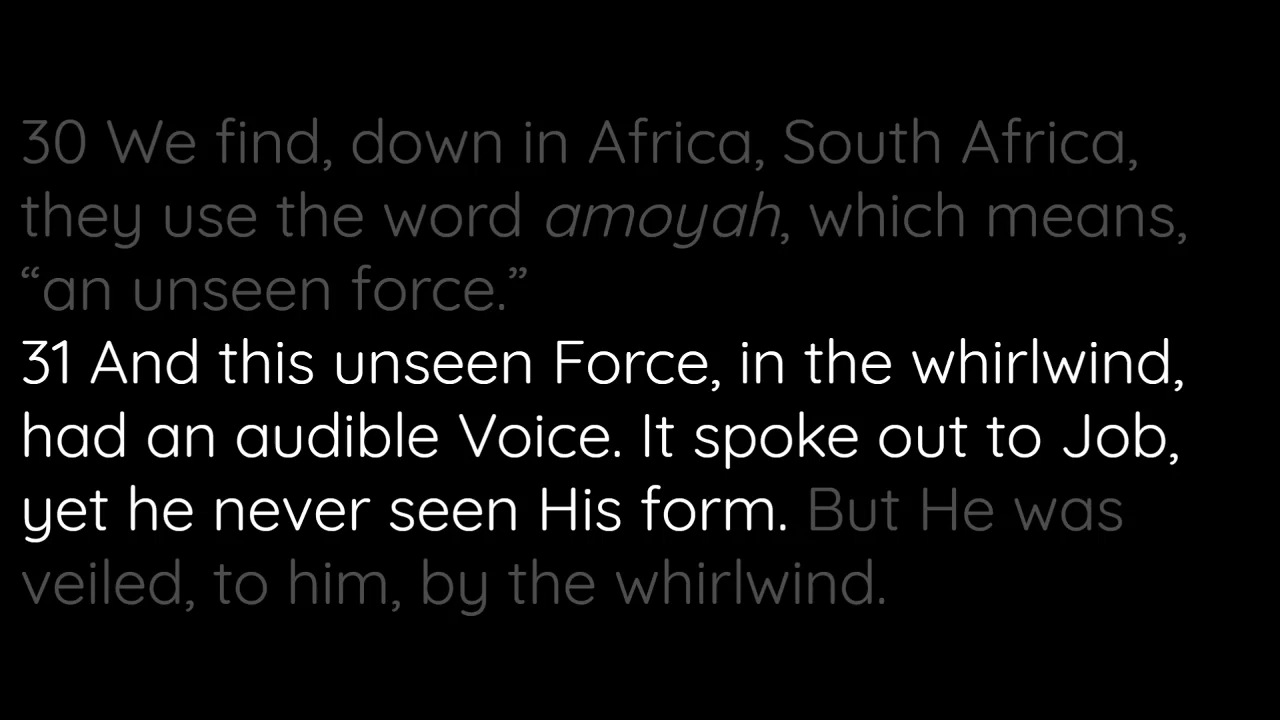 30 We find, down in Africa, South Africa,
they use the word amoyah, which means,
“an unseen force.”
31 And this unseen Force, in the whirlwind,
had an audible Voice. It spoke out to Job,
yet he never seen His form. But He was
veiled, to him, by the whirlwind.